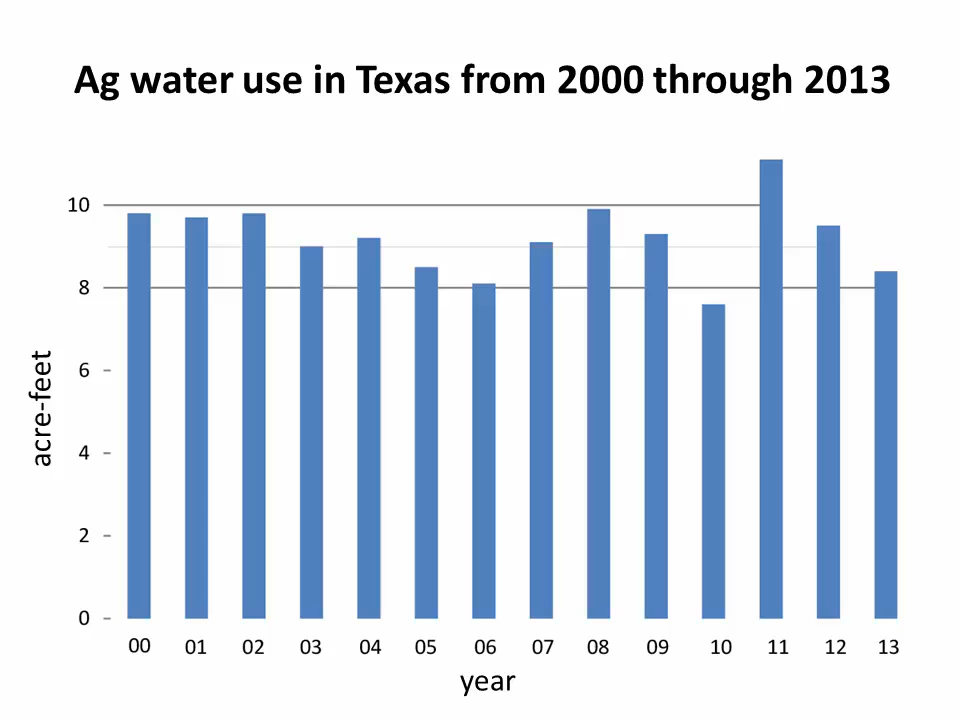 Ag water use in Texas from 2000 through 2013
10
8
6
4
2
0
acre-feet
00 01 02 03 04 05 06 07 08 09 10 11 12 13
year